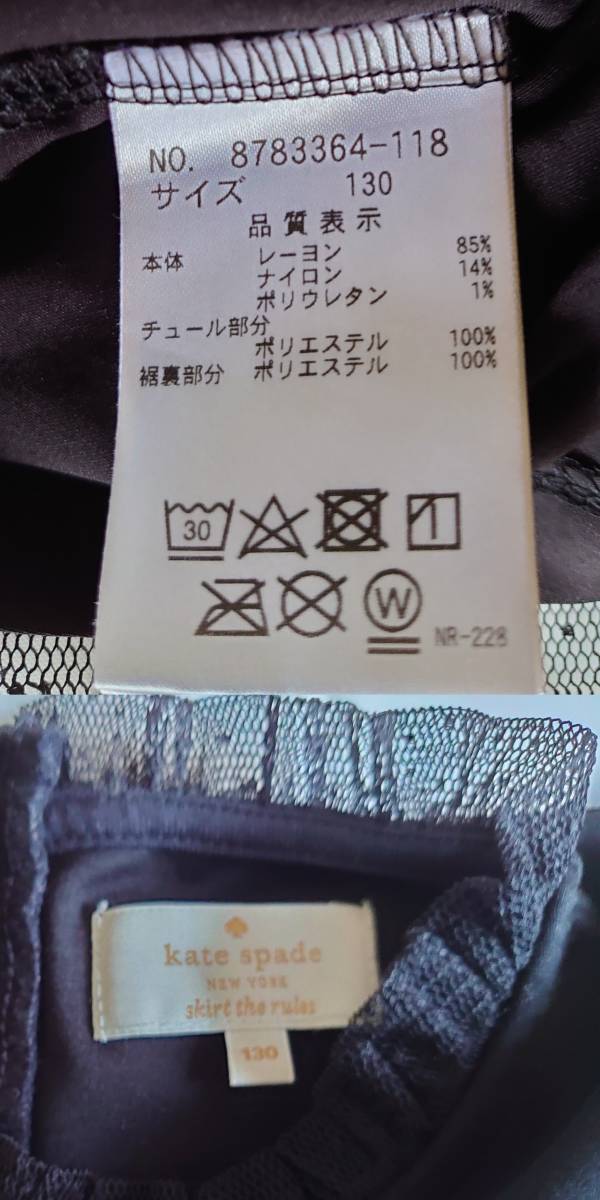 NO. 8783364-118
サイズ 130
品質表示
本体 レーヨン 85%
ナイロン 14%
ポリウレタン 1%
チュール部分
ポリエステル 100%
裾裏部分 ポリエステル 100%
30
W
NR-228
kate spade
NEW YORK
skirt the rules
130